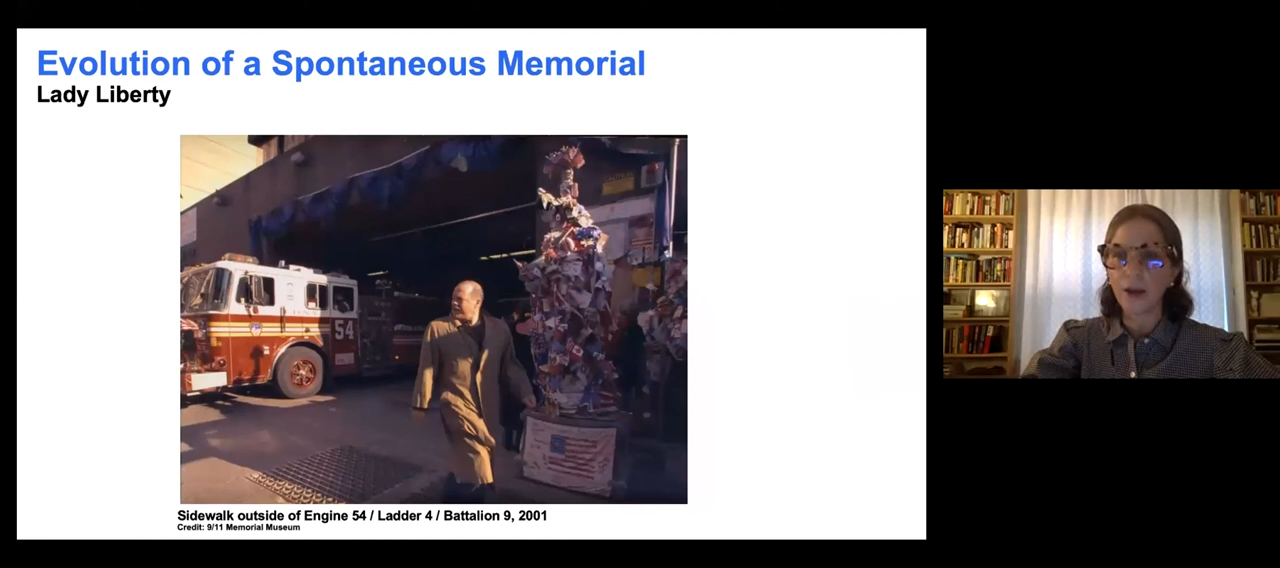 Evolution of a Spontaneous Memorial
Lady Liberty
54
Sidewalk outside of Engine 54 / Ladder 4 / Battalion 9, 2001
Credit: 9/11 Memorial Museum